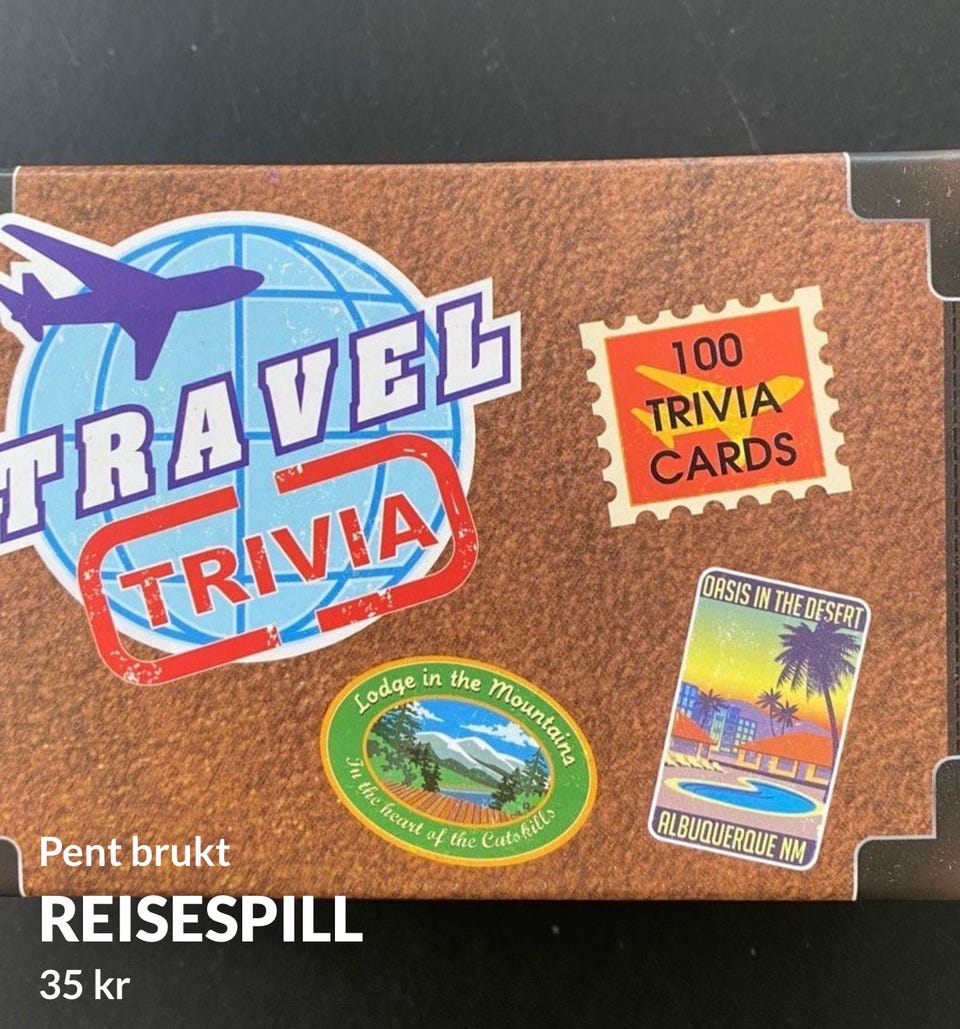 TRAVEL
TRIVIA
100
TRIVIA
CARDS
OASIS IN THE DESERT
ALBUQUERQUE NM
Lodge in the Mountains
In the heart of the Catskills
Pent brukt
REISESPILL
35 kr